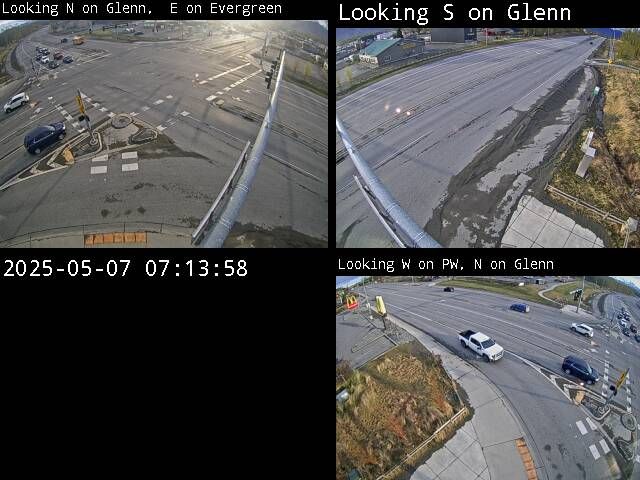 Looking N on Glenn,  E on Evergreen
Looking S on Glenn
2025-05-07 07:13:58
Looking W on PW, N on Glenn